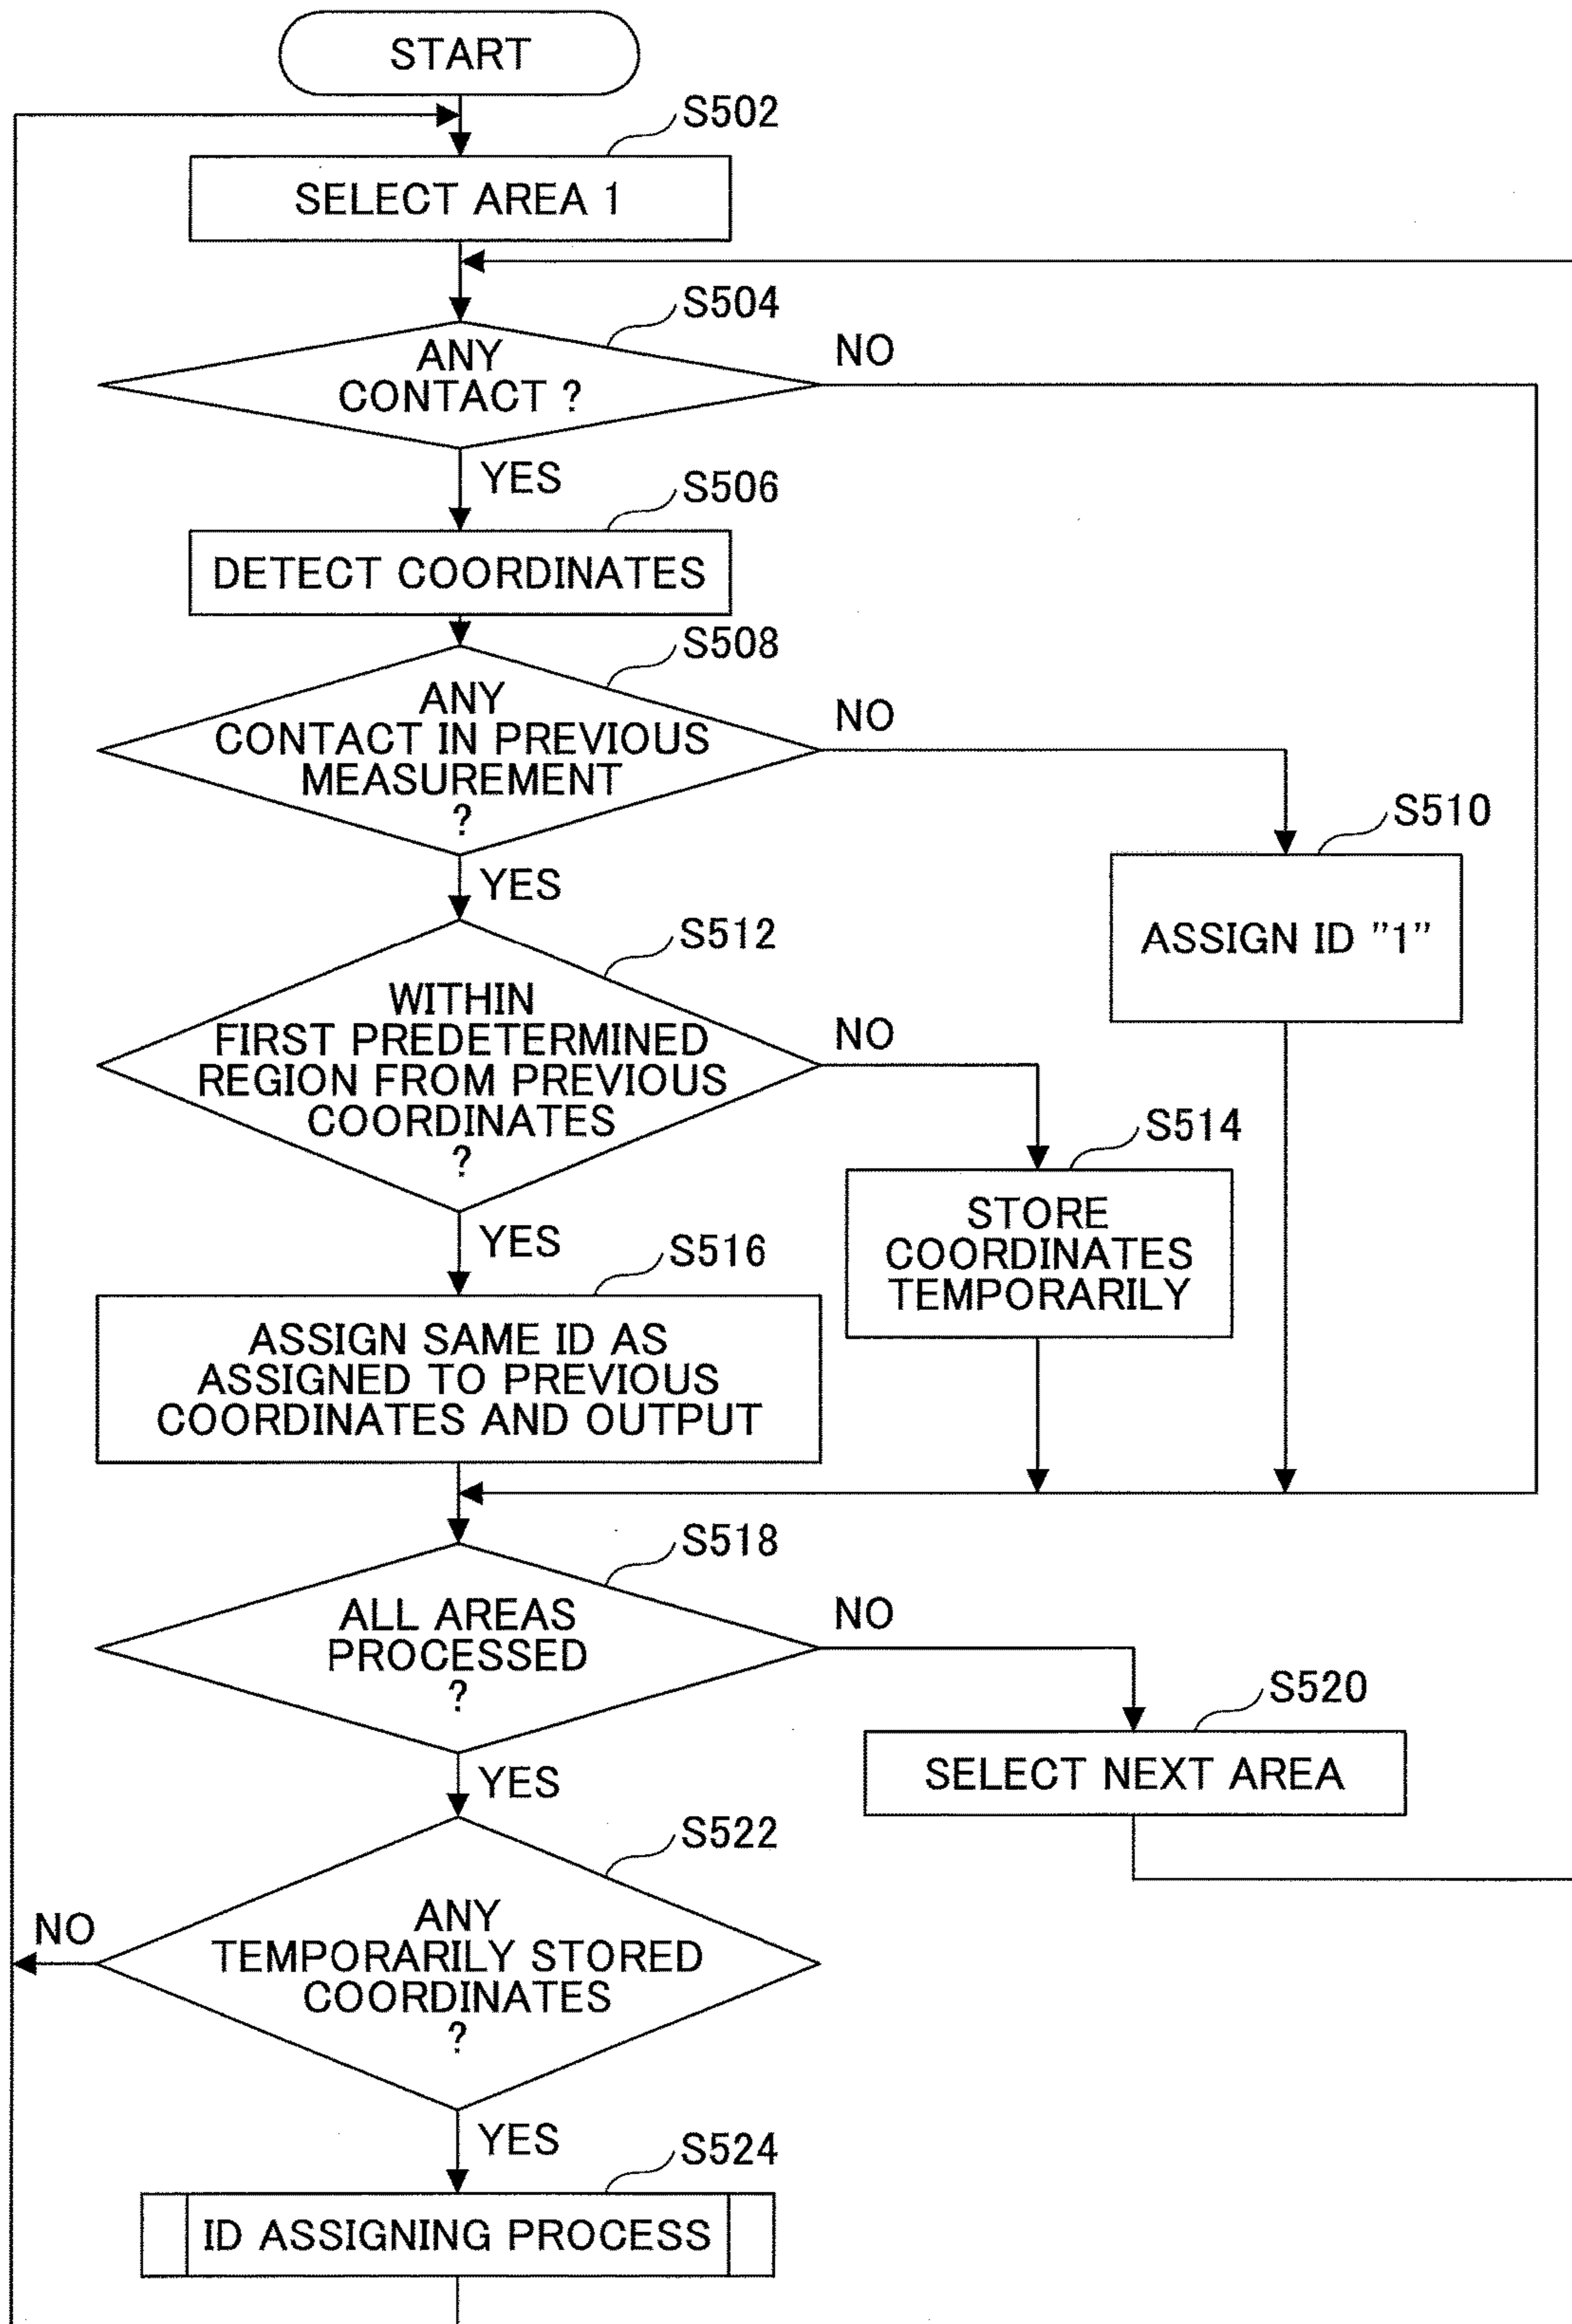 START
S502
SELECT AREA 1
S504
ANY
CONTACT ?
NO
YES
S506
DETECT COORDINATES
S508
ANY
CONTACT IN PREVIOUS
MEASUREMENT
?
NO
YES
S510
ASSIGN ID "1"
S512
WITHIN
FIRST PREDETERMINED
REGION FROM PREVIOUS
COORDINATES
?
NO
YES
S514
STORE
COORDINATES
TEMPORARILY
S516
ASSIGN SAME ID AS
ASSIGNED TO PREVIOUS
COORDINATES AND OUTPUT
S518
ALL AREAS
PROCESSED
?
NO
YES
S520
SELECT NEXT AREA
S522
ANY
TEMPORARILY STORED
COORDINATES
?
NO
YES
S524
ID ASSIGNING PROCESS